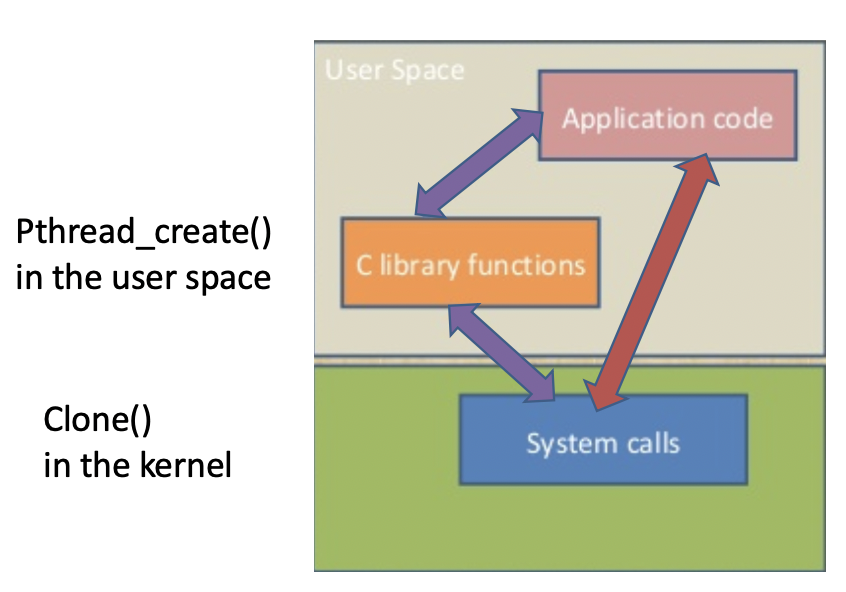 User Space
Application code
Pthread_create()
in the user space
C library functions
Clone()
in the kernel
System calls